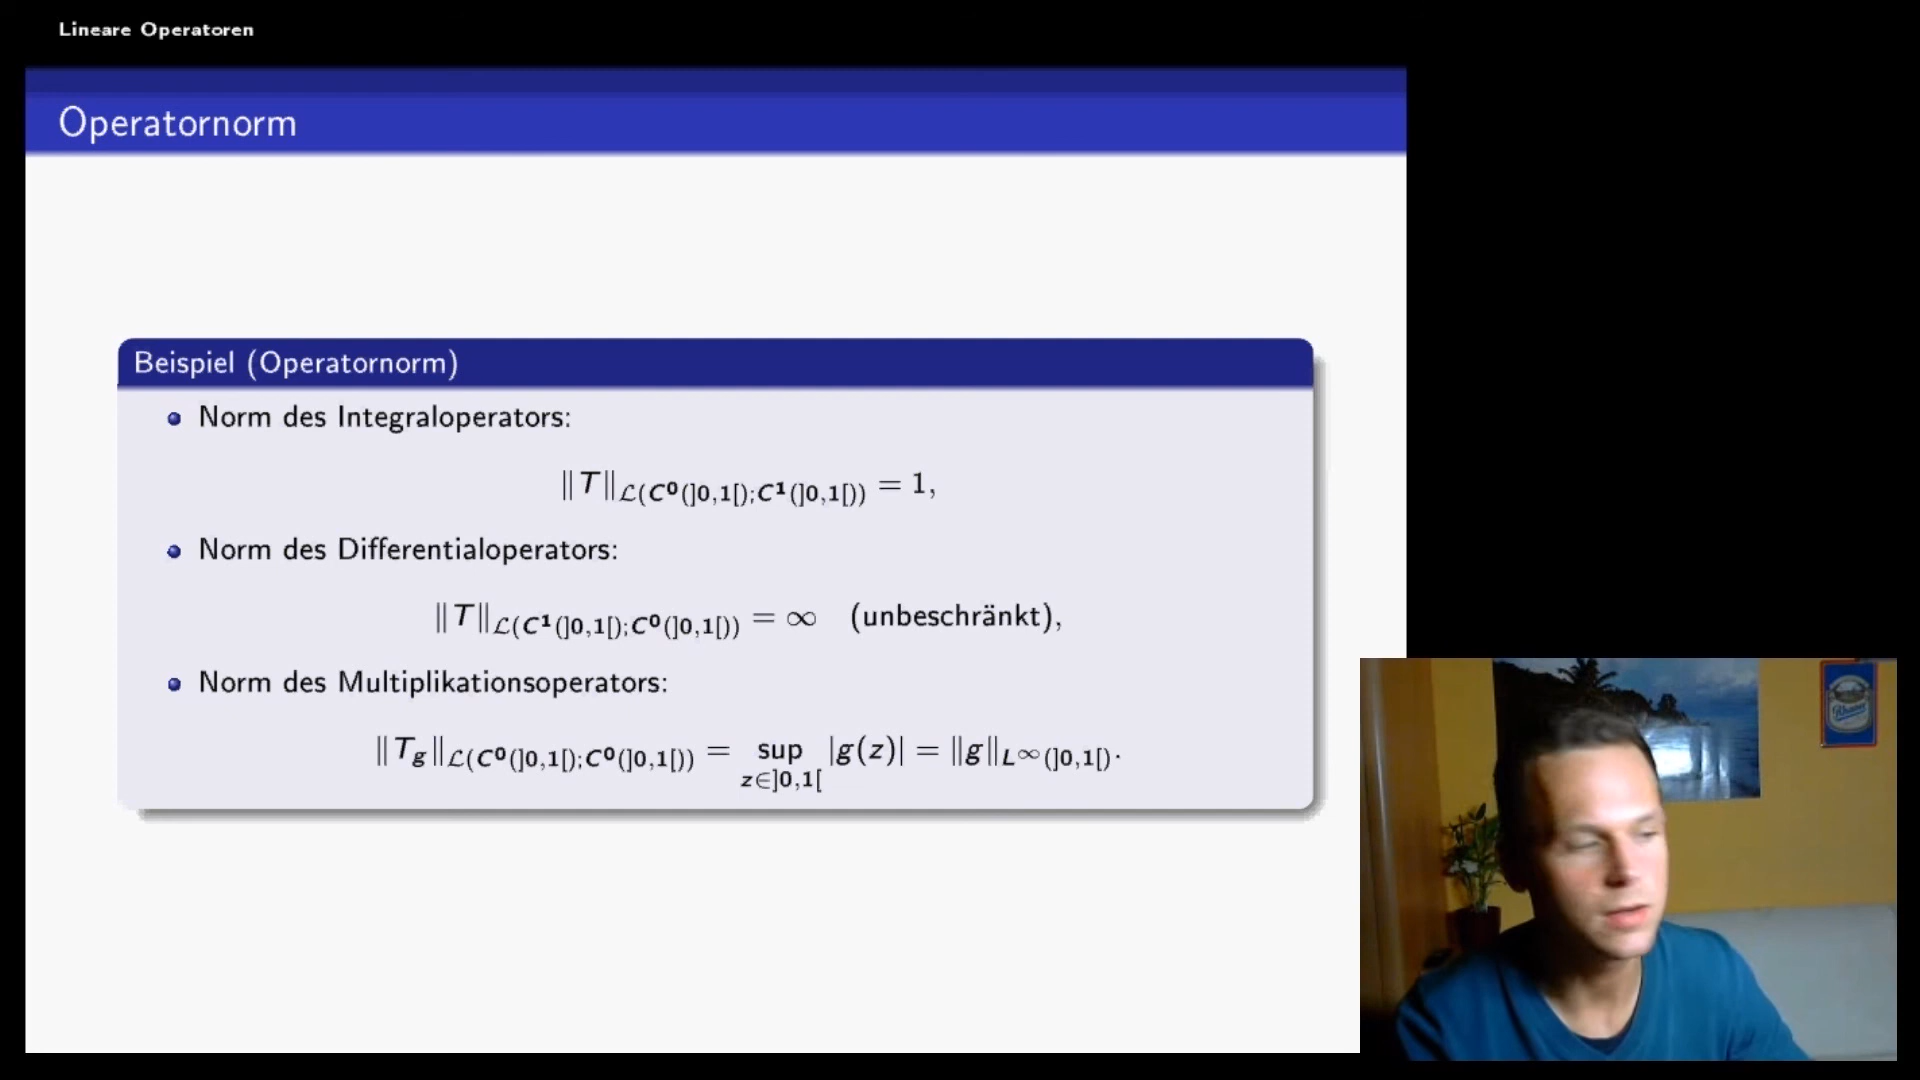 Lineare Operatoren
Operatornorm
Beispiel (Operatornorm)
• Norm des Integraloperators:
‖T‖_{𝓛(C⁰(]0,1[);C¹(]0,1[))} = 1,
• Norm des Differentialoperators:
‖T‖_{𝓛(C¹(]0,1[);C⁰(]0,1[))} = ∞ (unbeschränkt),
• Norm des Multiplikationsoperators:
‖T_g‖_{𝓛(C⁰(]0,1[);C⁰(]0,1[))} = sup_{z∈]0,1[} |g(z)| = ‖g‖_{L^∞(]0,1[)}.